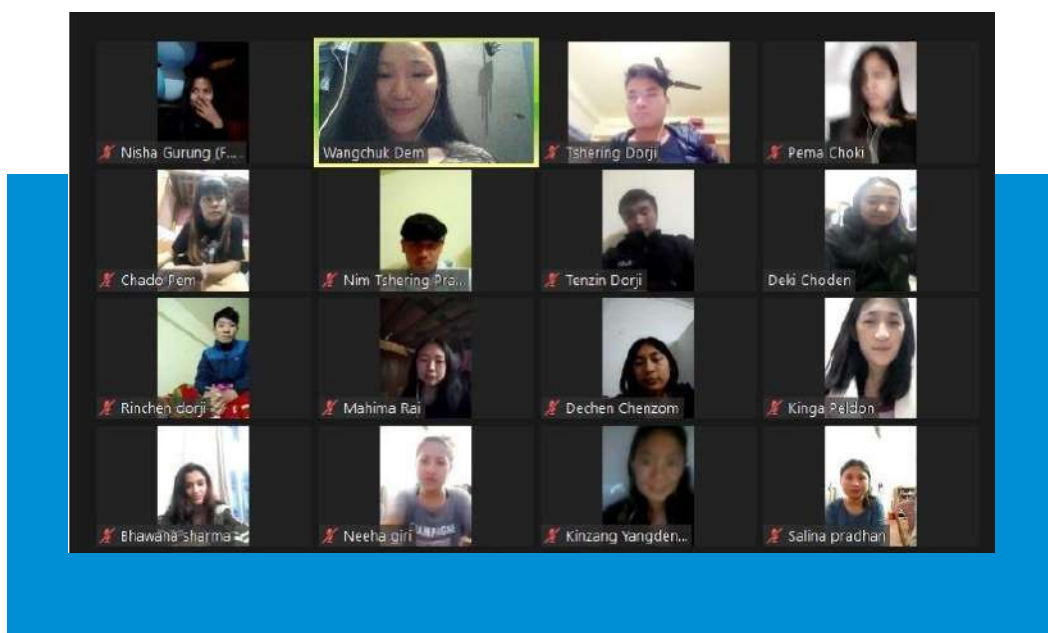 Nisha Gurung (F...
Wangchuk Dem
Tshering Dorji
Pema Choki
Chado Pem
Nim Tshering Pra...
Tenzin Dorji
Deki Choden
Rinchen dorji
Mahima Rai
Dechen Chenzom
Kinga Peldon
Bhawana sharma
Neeha giri
Kinzang Yangden...
Salina pradhan